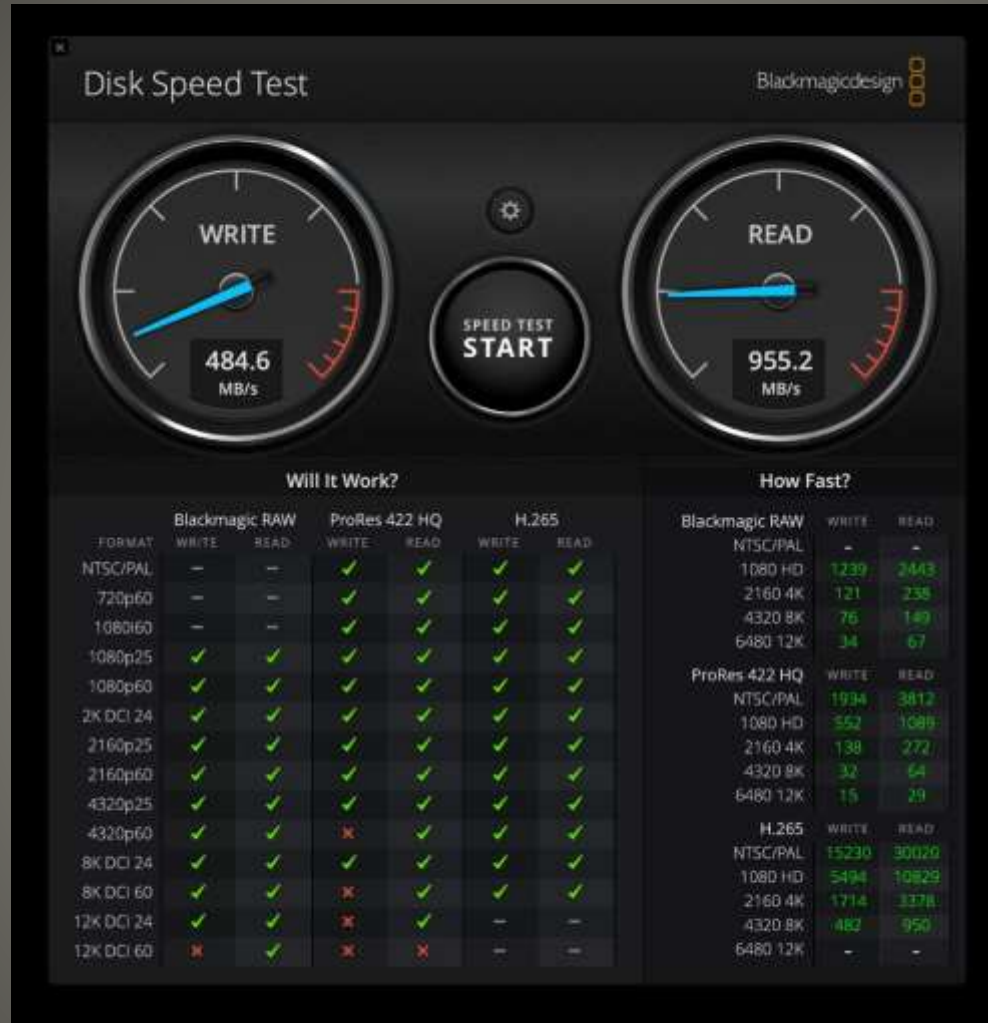 Disk Speed Test
Blackmagicdesign
WRITE
484.6
MB/s
SPEED TEST
START
READ
955.2
MB/s
Will It Work?
Blackmagic RAW ProRes 422 HQ H.265
FORMAT WRITE READ WRITE READ WRITE READ
NTSC/PAL — — ✓ ✓ ✓ ✓
720p60 — — ✓ ✓ ✓ ✓
1080i60 — — ✓ ✓ ✓ ✓
1080p25 ✓ ✓ ✓ ✓ ✓ ✓
1080p60 ✓ ✓ ✓ ✓ ✓ ✓
2K DCI 24 ✓ ✓ ✓ ✓ ✓ ✓
2160p25 ✓ ✓ ✓ ✓ ✓ ✓
2160p60 ✓ ✓ ✓ ✓ ✓ ✓
4320p25 ✓ ✓ ✓ ✓ ✓ ✓
4320p60 ✓ ✓ ✗ ✓ ✓ ✓
8K DCI 24 ✓ ✓ ✓ ✓ ✓ ✓
8K DCI 60 ✓ ✓ ✗ ✓ ✓ ✓
12K DCI 24 ✓ ✓ ✗ ✓ — —
12K DCI 60 ✗ ✓ ✗ ✗ — —
How Fast?
Blackmagic RAW WRITE READ
NTSC/PAL - -
1080 HD 1239 2443
2160 4K 121 238
4320 8K 76 149
6480 12K 34 67
ProRes 422 HQ WRITE READ
NTSC/PAL 1934 3812
1080 HD 552 1089
2160 4K 138 272
4320 8K 32 64
6480 12K 15 29
H.265 WRITE READ
NTSC/PAL 15230 30020
1080 HD 5494 10829
2160 4K 1714 3378
4320 8K 482 950
6480 12K - -